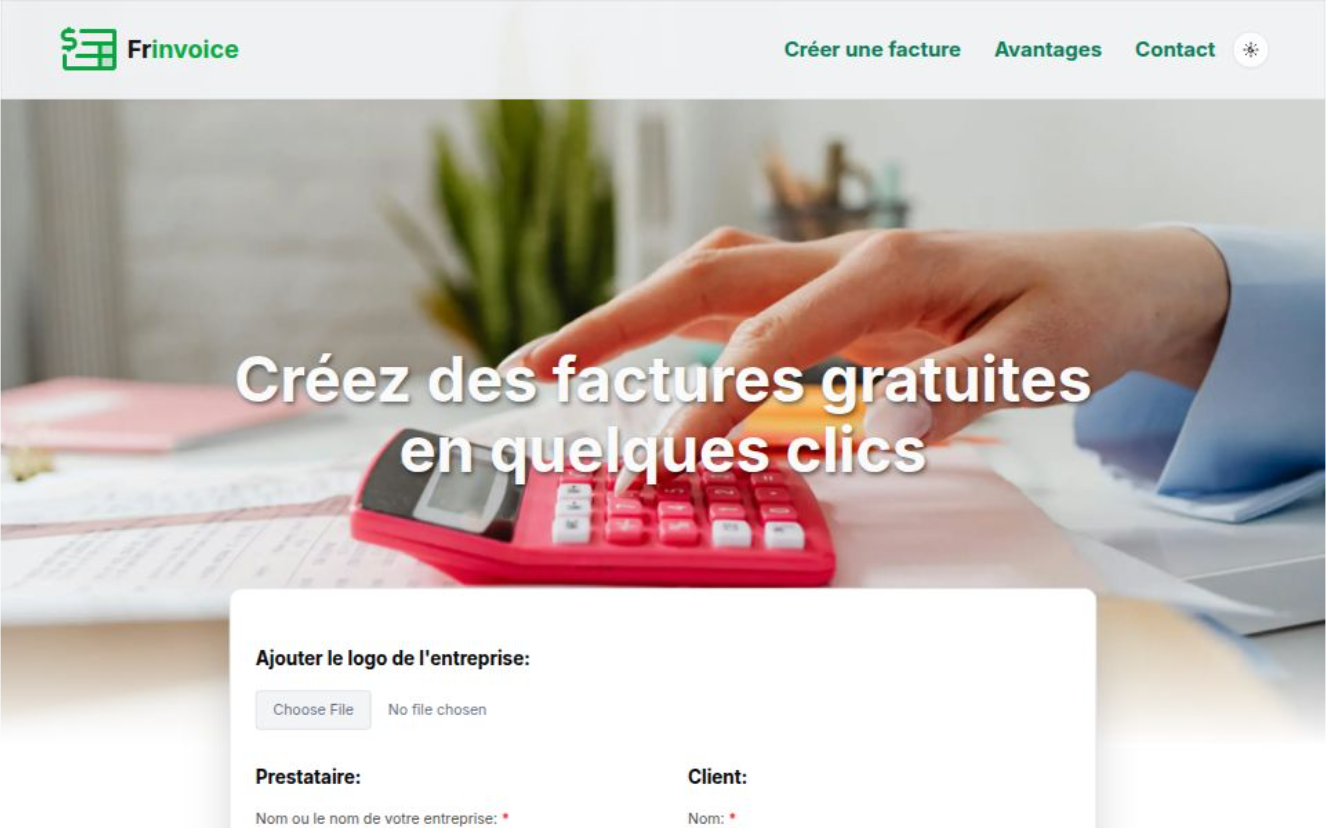 Frinvoice
Créer une facture Avantages Contact
Créez des factures gratuites
en quelques clics
Ajouter le logo de l'entreprise:
Choose File No file chosen
Prestataire: Client:
Nom ou le nom de votre entreprise: * Nom: *